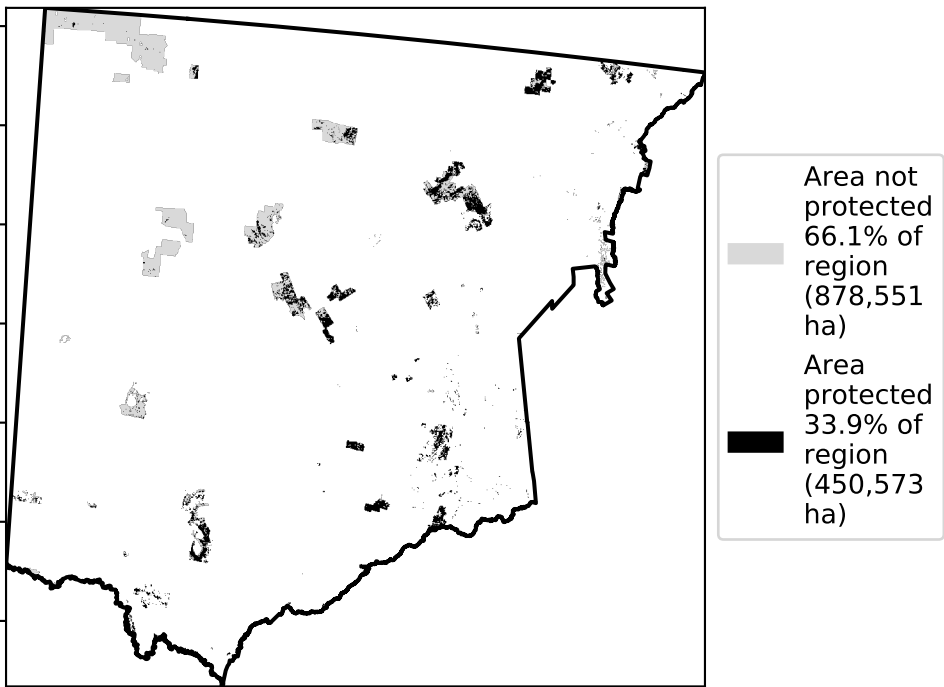 Area not
protected
66.1% of
region
(878,551
ha)
Area
protected
33.9% of
region
(450,573
ha)